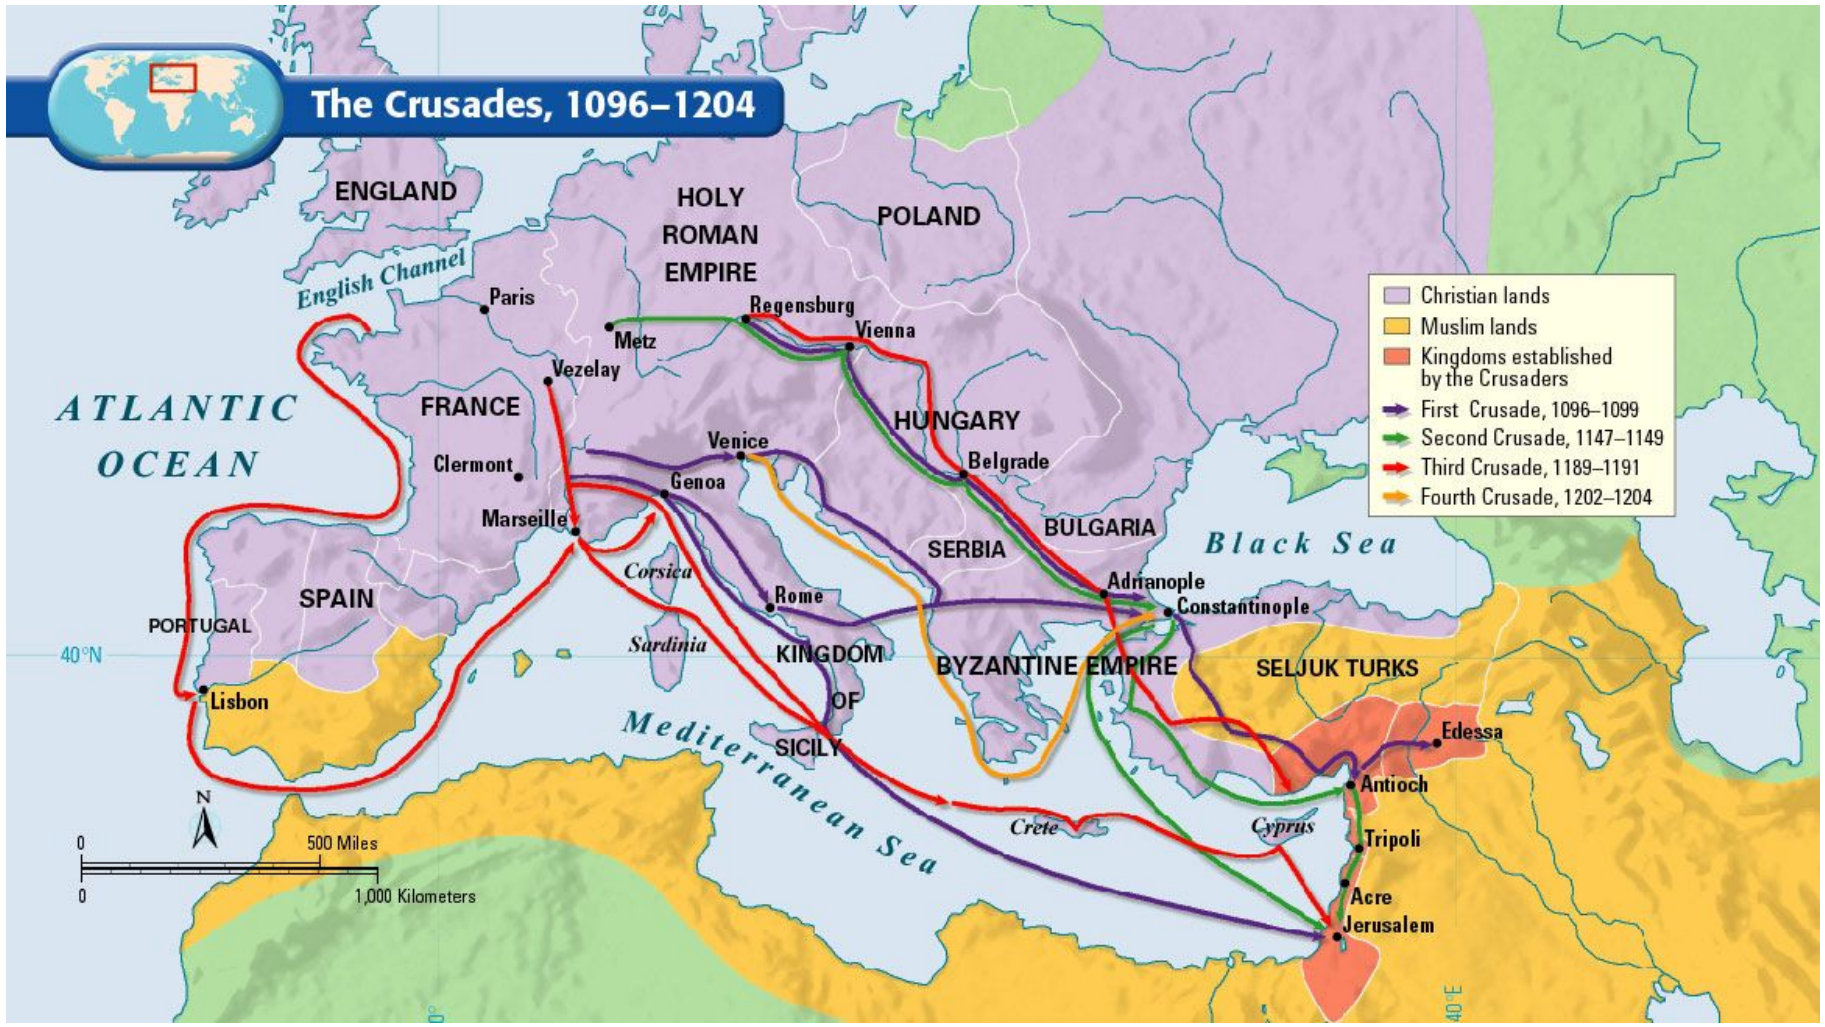 The Crusades, 1096–1204
ENGLAND
HOLY
ROMAN
EMPIRE
POLAND
English Channel
Paris
Regensburg
Metz
Vienna
Vezelay
ATLANTIC
OCEAN
FRANCE
HUNGARY
Venice
Clermont
Genoa
Belgrade
Marseille
BULGARIA
SERBIA
Black Sea
Corsica
Adrianople
Rome
Constantinople
SPAIN
PORTUGAL
Sardinia
40°N
KINGDOM
OF
SICILY
BYZANTINE EMPIRE
SELJUK TURKS
Lisbon
Mediterranean Sea
Edessa
Antioch
Crete
Cyprus
Tripoli
Acre
Jerusalem
N
0 500 Miles
0 1,000 Kilometers
0°
40°E
Christian lands
Muslim lands
Kingdoms established
by the Crusaders
First Crusade, 1096–1099
Second Crusade, 1147–1149
Third Crusade, 1189–1191
Fourth Crusade, 1202–1204